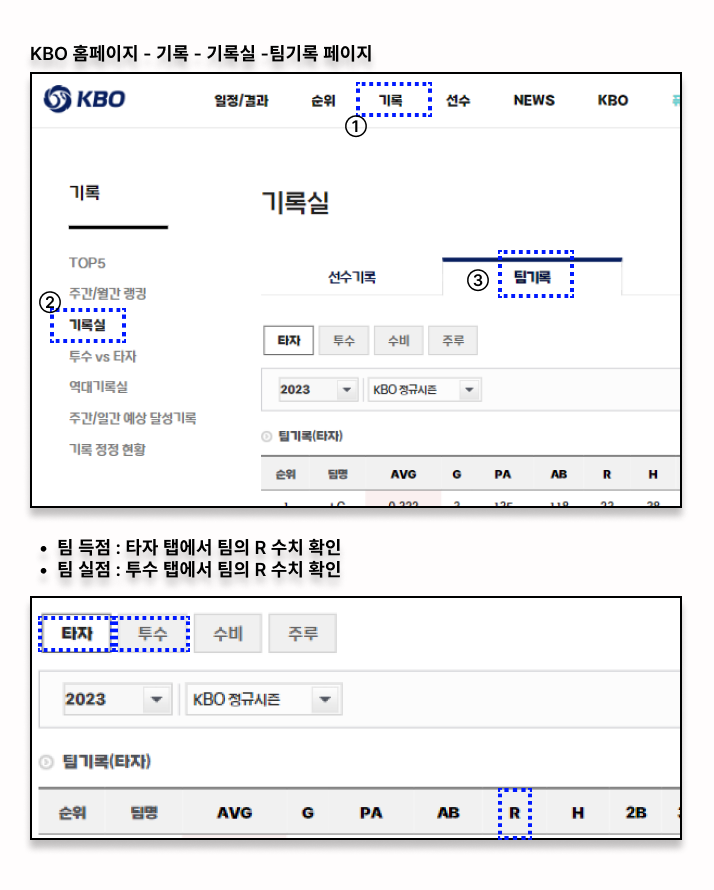 KBO 홈페이지 - 기록 - 기록실 -팀기록 페이지
KBO 일정/결과 순위 기록 선수 NEWS KBO
①
기록
기록실
TOP5
선수기록 ③ 팀기록
주간/월간 랭킹
②
기록실
타자 투수 수비 주루
투수 vs 타자
역대기록실
2023 KBO 정규시즌
주간/일간 예상 달성기록
팀기록(타자)
기록 정정 현황
순위 팀명 AVG G PA AB R H
• 팀 득점 : 타자 탭에서 팀의 R 수치 확인
• 팀 실점 : 투수 탭에서 팀의 R 수치 확인
타자 투수 수비 주루
2023 KBO 정규시즌
팀기록(타자)
순위 팀명 AVG G PA AB R H 2B